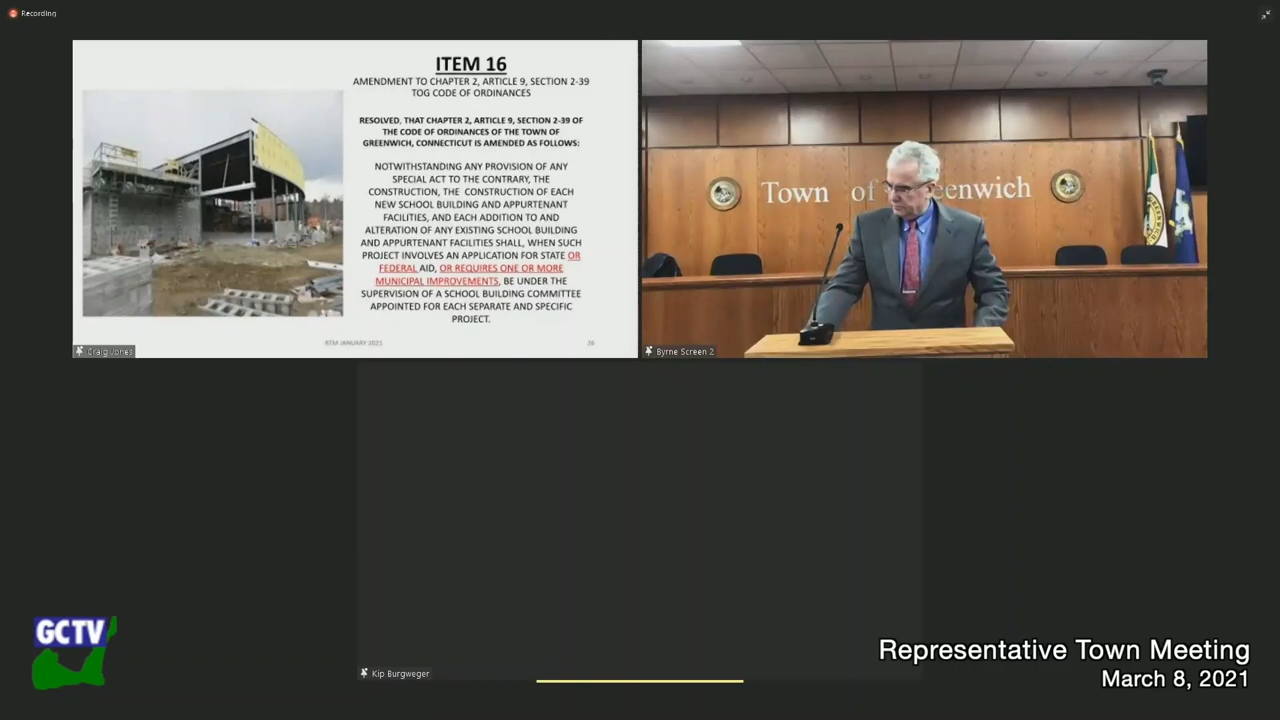 Recording
ITEM 16
AMENDMENT TO CHAPTER 2, ARTICLE 9, SECTION 2-39
TOG CODE OF ORDINANCES
RESOLVED, THAT CHAPTER 2, ARTICLE 9, SECTION 2-39 OF
THE CODE OF ORDINANCES OF THE TOWN OF
GREENWICH, CONNECTICUT IS AMENDED AS FOLLOWS:
NOTWITHSTANDING ANY PROVISION OF ANY
SPECIAL ACT TO THE CONTRARY, THE
CONSTRUCTION, THE CONSTRUCTION OF EACH
NEW SCHOOL BUILDING AND APPURTENANT
FACILITIES, AND EACH ADDITION TO AND
ALTERATION OF ANY EXISTING SCHOOL BUILDING
AND APPURTENANT FACILITIES SHALL, WHEN SUCH
PROJECT INVOLVES AN APPLICATION FOR STATE OR
FEDERAL AID, OR REQUIRES ONE OR MORE
MUNICIPAL IMPROVEMENTS, BE UNDER THE
SUPERVISION OF A SCHOOL BUILDING COMMITTEE
APPOINTED FOR EACH SEPARATE AND SPECIFIC
PROJECT.
RTM JANUARY 2021 16
Craig Jones
Town of eenwich
Byrne Screen 2
Kip Burgweger
GCTV
Representative Town Meeting
March 8, 2021